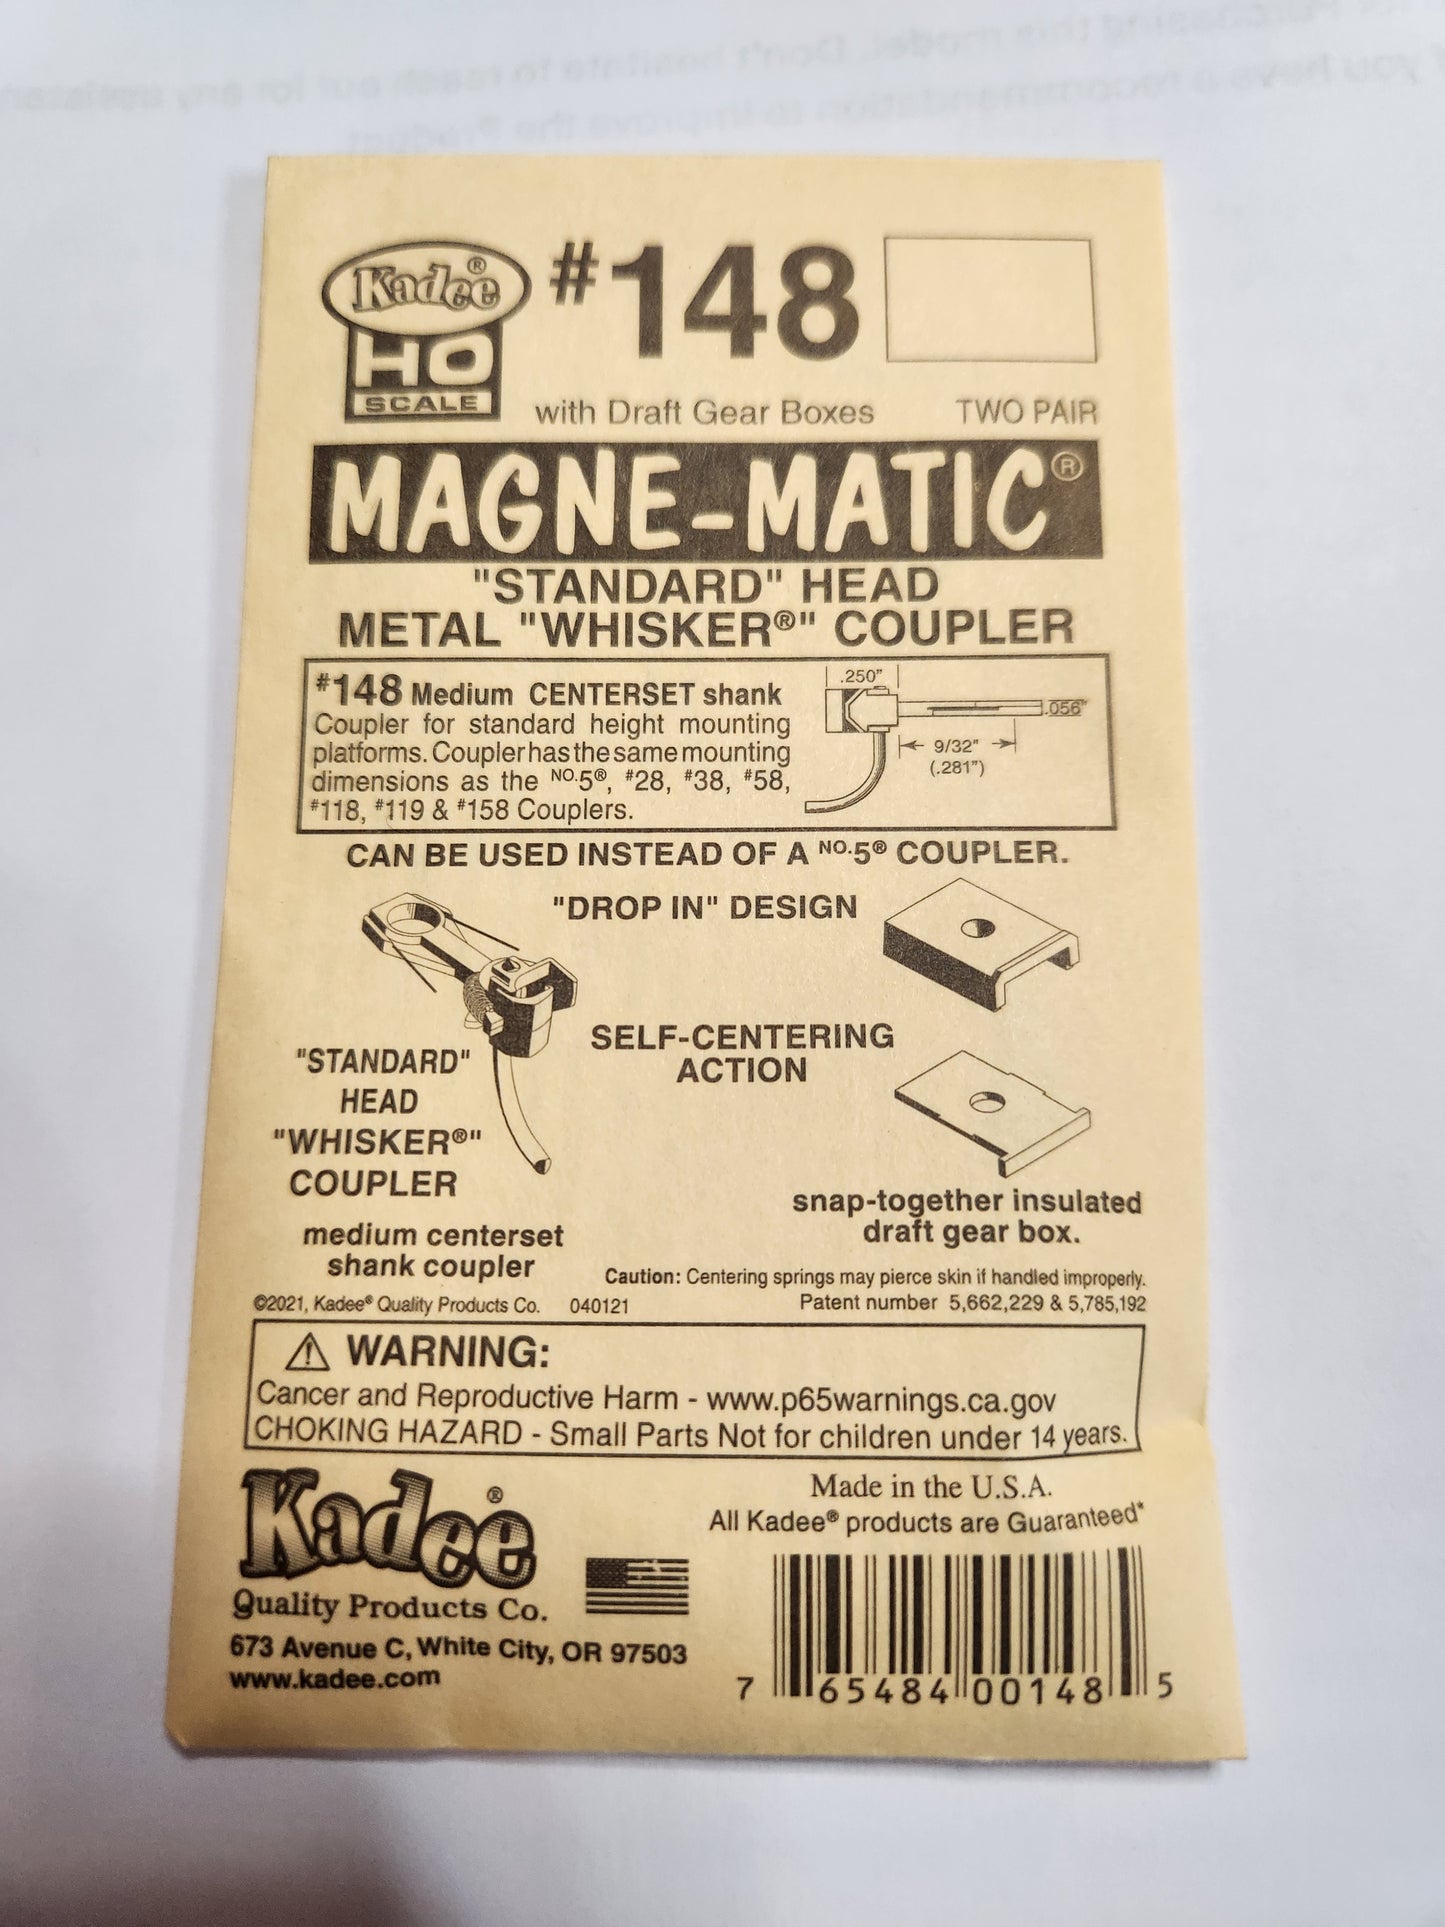 Kadee®
HO
SCALE
#148
with Draft Gear Boxes TWO PAIR
MAGNE-MATIC®
"STANDARD" HEAD
METAL "WHISKER®" COUPLER
#148 Medium CENTERSET shank
Coupler for standard height mounting
platforms. Coupler has the same mounting
dimensions as the NO.5®, #28, #38, #58,
#118, #119 & #158 Couplers.
.250"
.056"
9/32"
(.281")
CAN BE USED INSTEAD OF A NO.5® COUPLER.
"DROP IN" DESIGN
SELF-CENTERING
ACTION
"STANDARD"
HEAD
"WHISKER®"
COUPLER
medium centerset
shank coupler
snap-together insulated
draft gear box.
Caution: Centering springs may pierce skin if handled improperly.
©2021, Kadee® Quality Products Co. 040121 Patent number 5,662,229 & 5,785,192
⚠ WARNING:
Cancer and Reproductive Harm - www.p65warnings.ca.gov
CHOKING HAZARD - Small Parts Not for children under 14 years.
Kadee®
Quality Products Co.
673 Avenue C, White City, OR 97503
www.kadee.com
Made in the U.S.A.
All Kadee® products are Guaranteed*
7 65484 00148 5